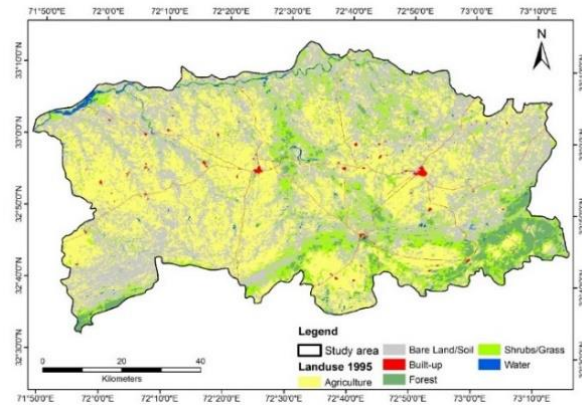 71°50'0"E 72°0'0"E 72°10'0"E 72°20'0"E 72°30'0"E 72°40'0"E 72°50'0"E 73°0'0"E 73°10'0"E
N
33°10'0"N
33°0'0"N
32°50'0"N
32°40'0"N
32°30'0"N
Legend
Study area
Bare Land/Soil
Shrubs/Grass
Landuse 1995
Built-up
Water
Agriculture
Forest
0 20 40
Kilometers
71°50'0"E 72°0'0"E 72°10'0"E 72°20'0"E 72°30'0"E 72°40'0"E 72°50'0"E 73°0'0"E 73°10'0"E